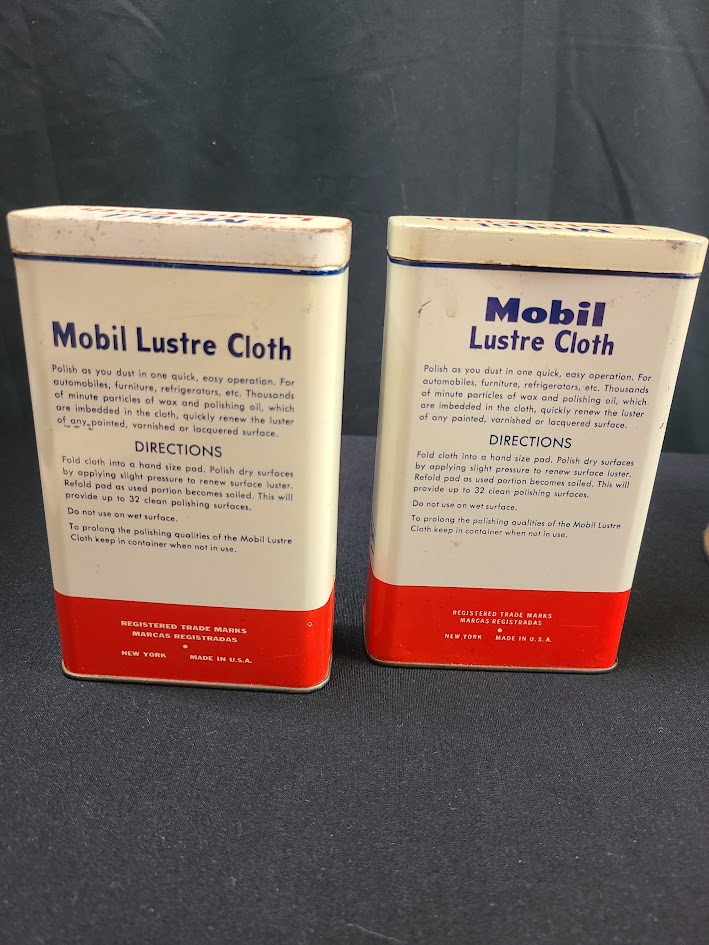 Mobil Lustre Cloth
Polish as you dust in one quick, easy operation. For
automobiles, furniture, refrigerators, etc. Thousands
of minute particles of wax and polishing oil, which
are imbedded in the cloth, quickly renew the luster
of any painted, varnished or lacquered surface.
DIRECTIONS
Fold cloth into a hand size pad. Polish dry surfaces
by applying slight pressure to renew surface luster.
Refold pad as used portion becomes soiled. This will
provide up to 32 clean polishing surfaces.
Do not use on wet surface.
To prolong the polishing qualities of the Mobil Lustre
Cloth keep in container when not in use.
REGISTERED TRADE MARKS
MARCAS REGISTRADAS
NEW YORK MADE IN U.S.A.
Mobil
Mobil
Lustre Cloth
Polish as you dust in one quick, easy operation. For
automobiles, furniture, refrigerators, etc. Thousands
of minute particles of wax and polishing oil, which
are imbedded in the cloth, quickly renew the luster
of any painted, varnished or lacquered surface.
DIRECTIONS
Fold cloth into a hand size pad. Polish dry surfaces
by applying slight pressure to renew surface luster.
Refold pad as used portion becomes soiled. This will
provide up to 32 clean polishing surfaces.
Do not use on wet surface.
To prolong the polishing qualities of the Mobil Lustre
Cloth keep in container when not in use.
REGISTERED TRADE MARKS
MARCAS REGISTRADAS
NEW YORK MADE IN U.S.A.